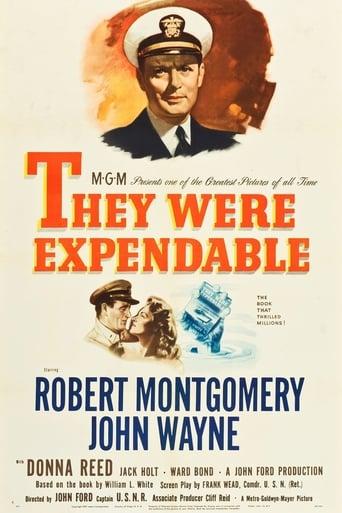 M-G-M Presents one of the Greatest Pictures of all Time
THEY WERE
EXPENDABLE
THE
BOOK
THAT
THRILLED
MILLIONS!
Starring
ROBERT MONTGOMERY
JOHN WAYNE
with DONNA REED JACK HOLT · WARD BOND · A JOHN FORD PRODUCTION
Based on the book by William L. White Screen Play by FRANK WEAD, Comdr. U. S. N. (Ret.)
Directed by JOHN FORD Captain U. S. N. R. Associate Producer Cliff Reid · A Metro-Goldwyn-Mayer Picture